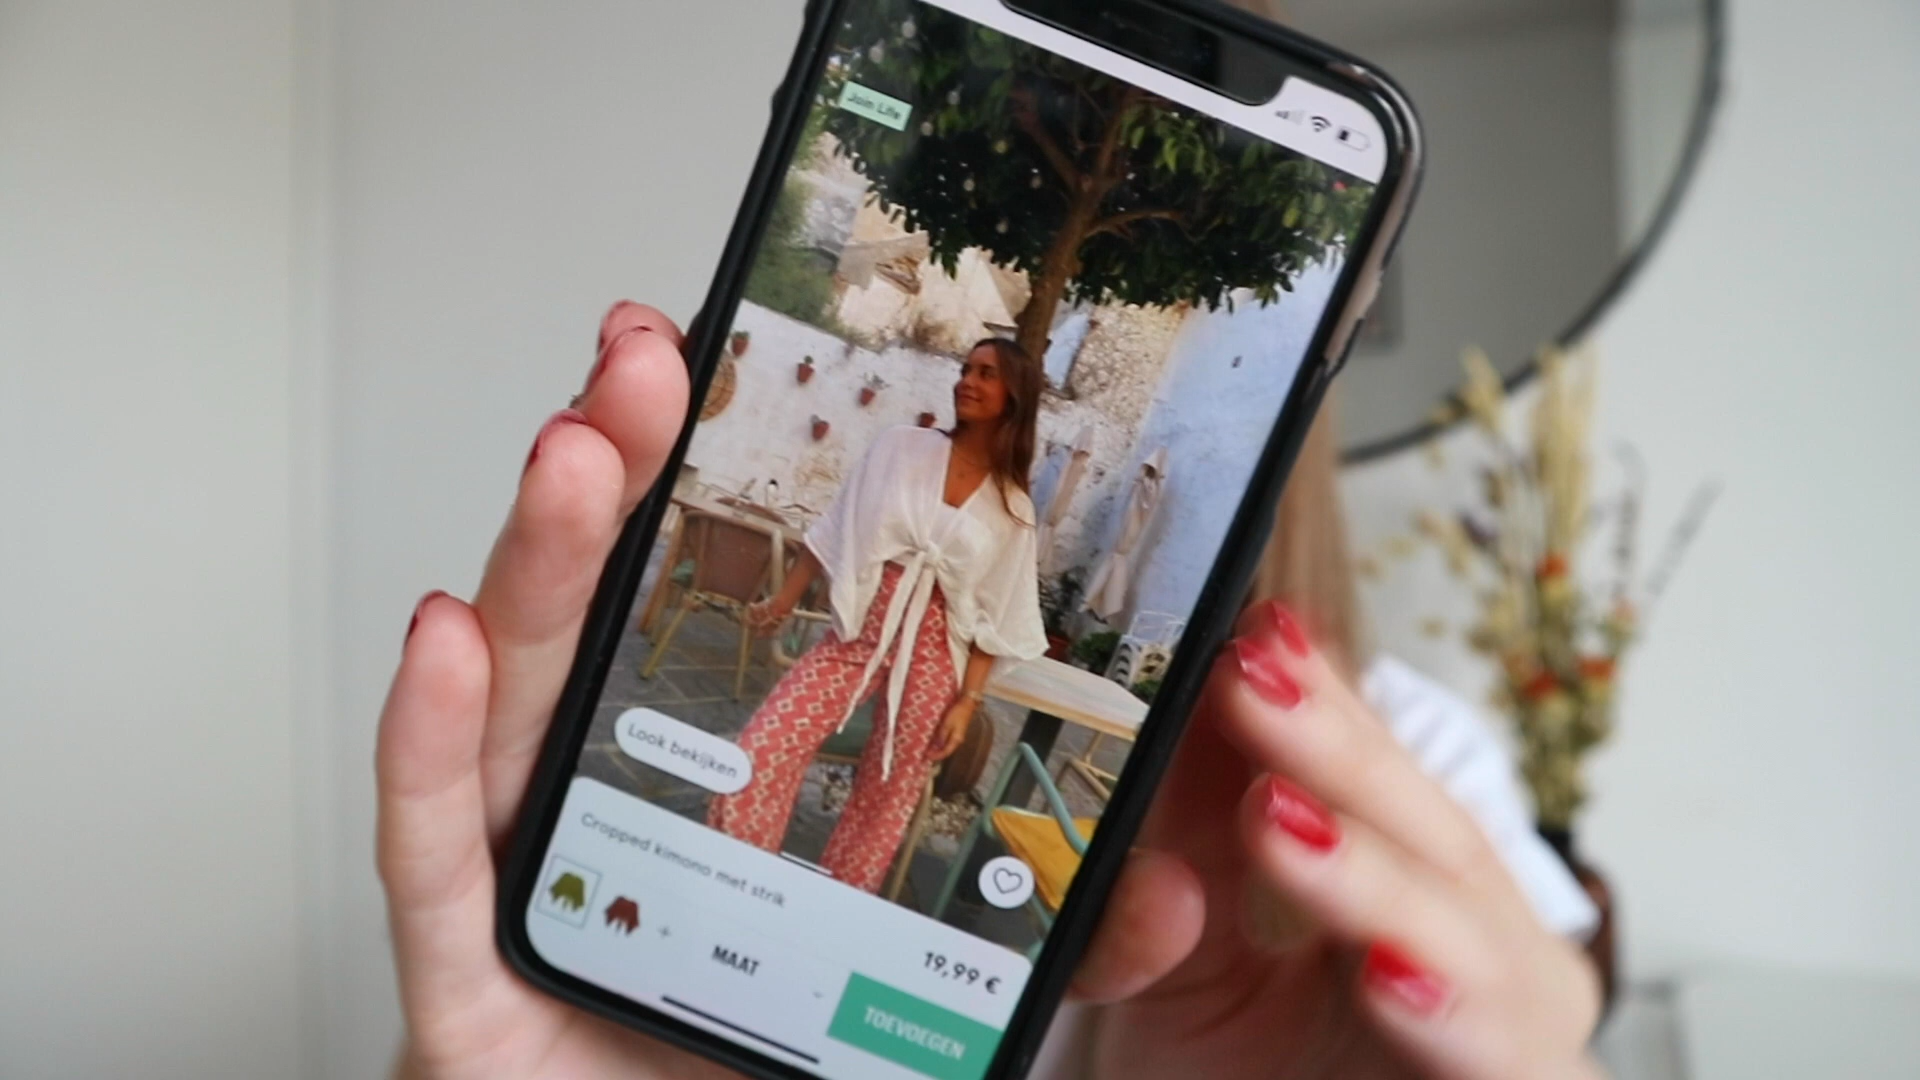 Join Life
Look bekijken
Cropped kimono met strik
+
MAAT
19,99 €
TOEVOEGEN